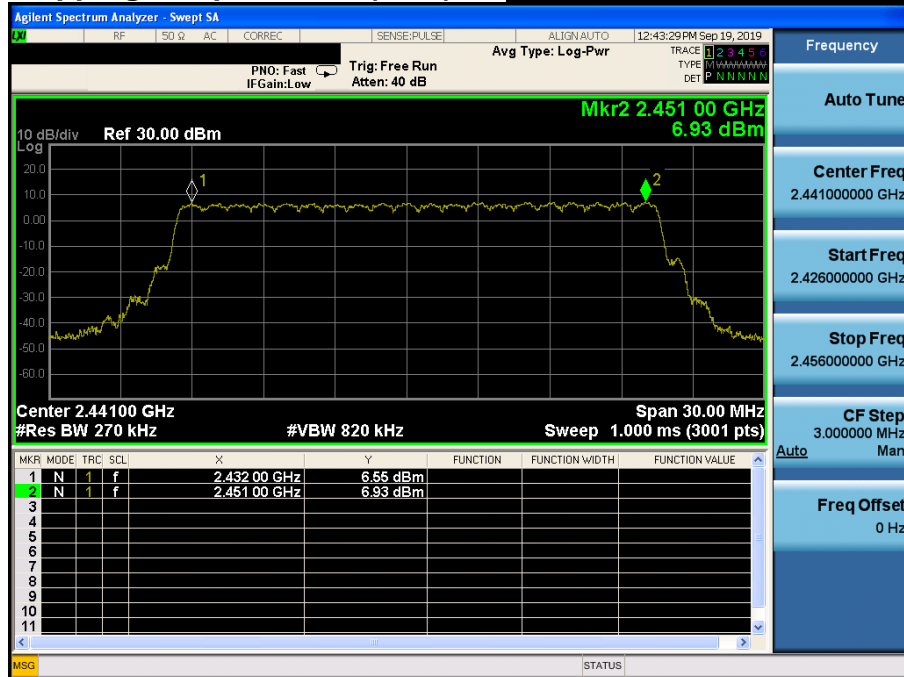 Agilent Spectrum Analyzer - Swept SA
LXI RF 50 Ω AC CORREC SENSE:PULSE ALIGN AUTO 12:43:29 PM Sep 19, 2019
Avg Type: Log-Pwr
TRACE 1 2 3 4 5 6
PNO: Fast Trig: Free Run TYPE M WWWWW
IFGain:Low Atten: 40 dB DET P N N N N N
Mkr2 2.451 00 GHz
10 dB/div Ref 30.00 dBm 6.93 dBm
Log
20.0
10.0
0.00
-10.0
-20.0
-30.0
-40.0
-50.0
-60.0
1
2
Center 2.44100 GHz Span 30.00 MHz
#Res BW 270 kHz #VBW 820 kHz Sweep 1.000 ms (3001 pts)
MKR MODE TRC SCL X Y FUNCTION FUNCTION WIDTH FUNCTION VALUE
1 N 1 f 2.432 00 GHz 6.55 dBm
2 N 1 f 2.451 00 GHz 6.93 dBm
3
4
5
6
7
8
9
10
11
MSG STATUS
Frequency
Auto Tune
Center Freq
2.441000000 GHz
Start Freq
2.426000000 GHz
Stop Freq
2.456000000 GHz
CF Step
3.000000 MHz
Auto Man
Freq Offset
0 Hz